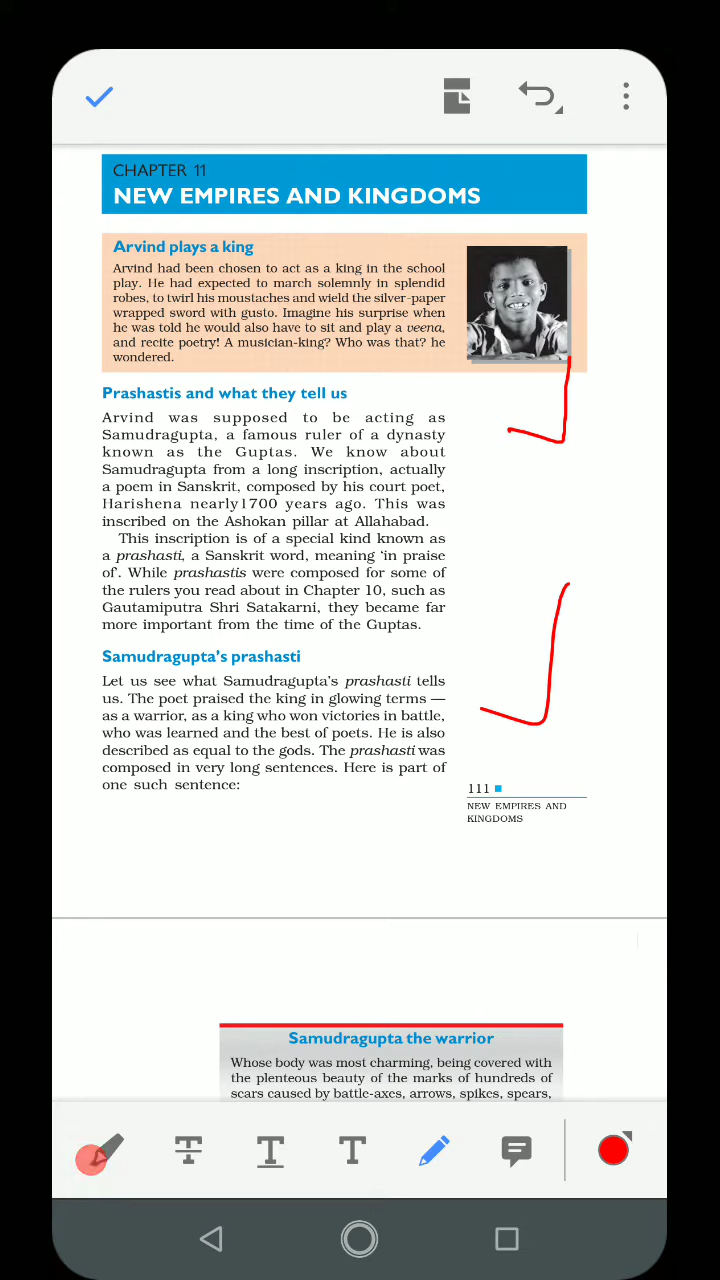 CHAPTER 11
NEW EMPIRES AND KINGDOMS
Arvind plays a king
Arvind had been chosen to act as a king in the school
play. He had expected to march solemnly in splendid
robes, to twirl his moustaches and wield the silver-paper
wrapped sword with gusto. Imagine his surprise when
he was told he would also have to sit and play a veena,
and recite poetry! A musician-king? Who was that? he
wondered.
Prashastis and what they tell us
Arvind was supposed to be acting as
Samudragupta, a famous ruler of a dynasty
known as the Guptas. We know about
Samudragupta from a long inscription, actually
a poem in Sanskrit, composed by his court poet,
Harishena nearly1700 years ago. This was
inscribed on the Ashokan pillar at Allahabad.
This inscription is of a special kind known as
a prashasti, a Sanskrit word, meaning ‘in praise
of’. While prashastis were composed for some of
the rulers you read about in Chapter 10, such as
Gautamiputra Shri Satakarni, they became far
more important from the time of the Guptas.
Samudragupta’s prashasti
Let us see what Samudragupta’s prashasti tells
us. The poet praised the king in glowing terms —
as a warrior, as a king who won victories in battle,
who was learned and the best of poets. He is also
described as equal to the gods. The prashasti was
composed in very long sentences. Here is part of
one such sentence:
111
NEW EMPIRES AND
KINGDOMS
Samudragupta the warrior
Whose body was most charming, being covered with
the plenteous beauty of the marks of hundreds of
scars caused by battle-axes, arrows, spikes, spears,